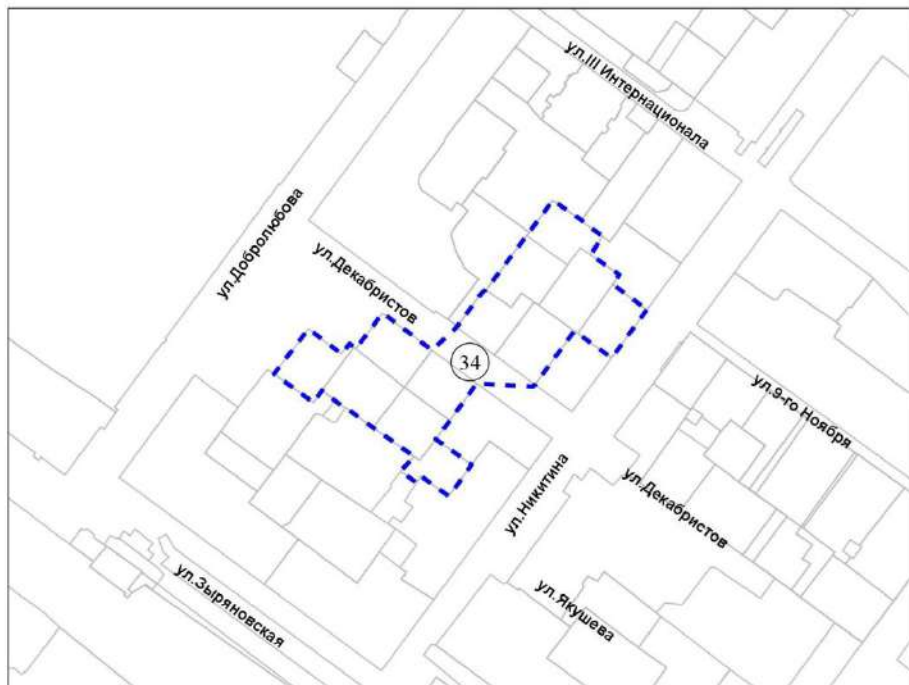 ул.III Интернационала
ул.Добролюбова
ул.Декабристов
34
ул.9-го Ноября
ул.Никитина
ул.Декабристов
ул.Зыряновская
ул.Якушева